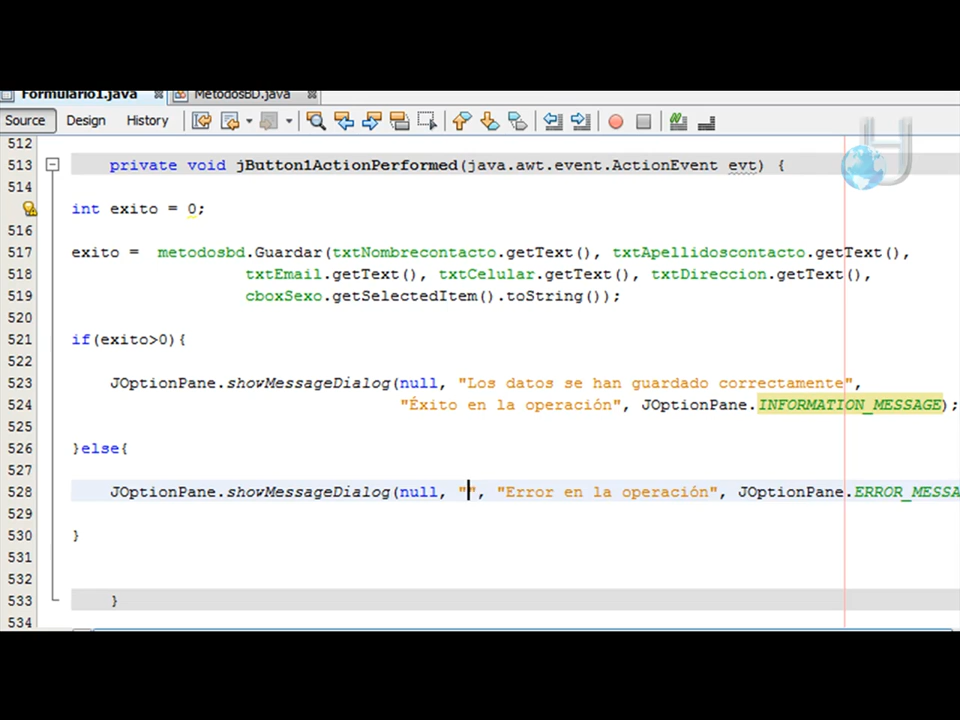 Formulario1.java MetodosBD.java
Source Design History
512
513 private void jButton1ActionPerformed(java.awt.event.ActionEvent evt) {
514
int exito = 0;
516
517 exito = metodosbd.Guardar(txtNombrecontacto.getText(), txtApellidoscontacto.getText(),
518 txtEmail.getText(), txtCelular.getText(), txtDireccion.getText(),
519 cboxSexo.getSelectedItem().toString());
520
521 if(exito>0){
522
523 JOptionPane.showMessageDialog(null, "Los datos se han guardado correctamente",
524 "Éxito en la operación", JOptionPane.INFORMATION_MESSAGE);
525
526 }else{
527
528 JOptionPane.showMessageDialog(null, "", "Error en la operación", JOptionPane.ERROR_MESSA
529
530 }
531
532
533 }
534